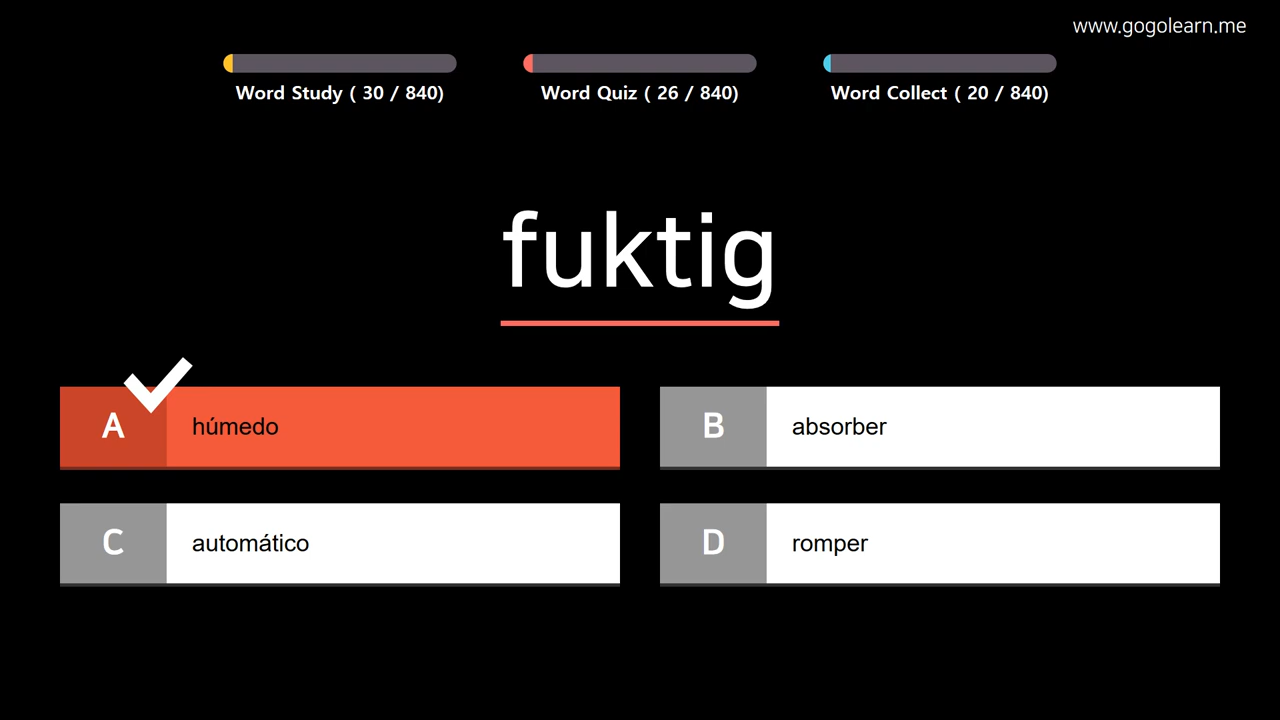 www.gogolearn.me
Word Study ( 30 / 840)
Word Quiz ( 26 / 840)
Word Collect ( 20 / 840)
fuktig
A húmedo
B absorber
C automático
D romper